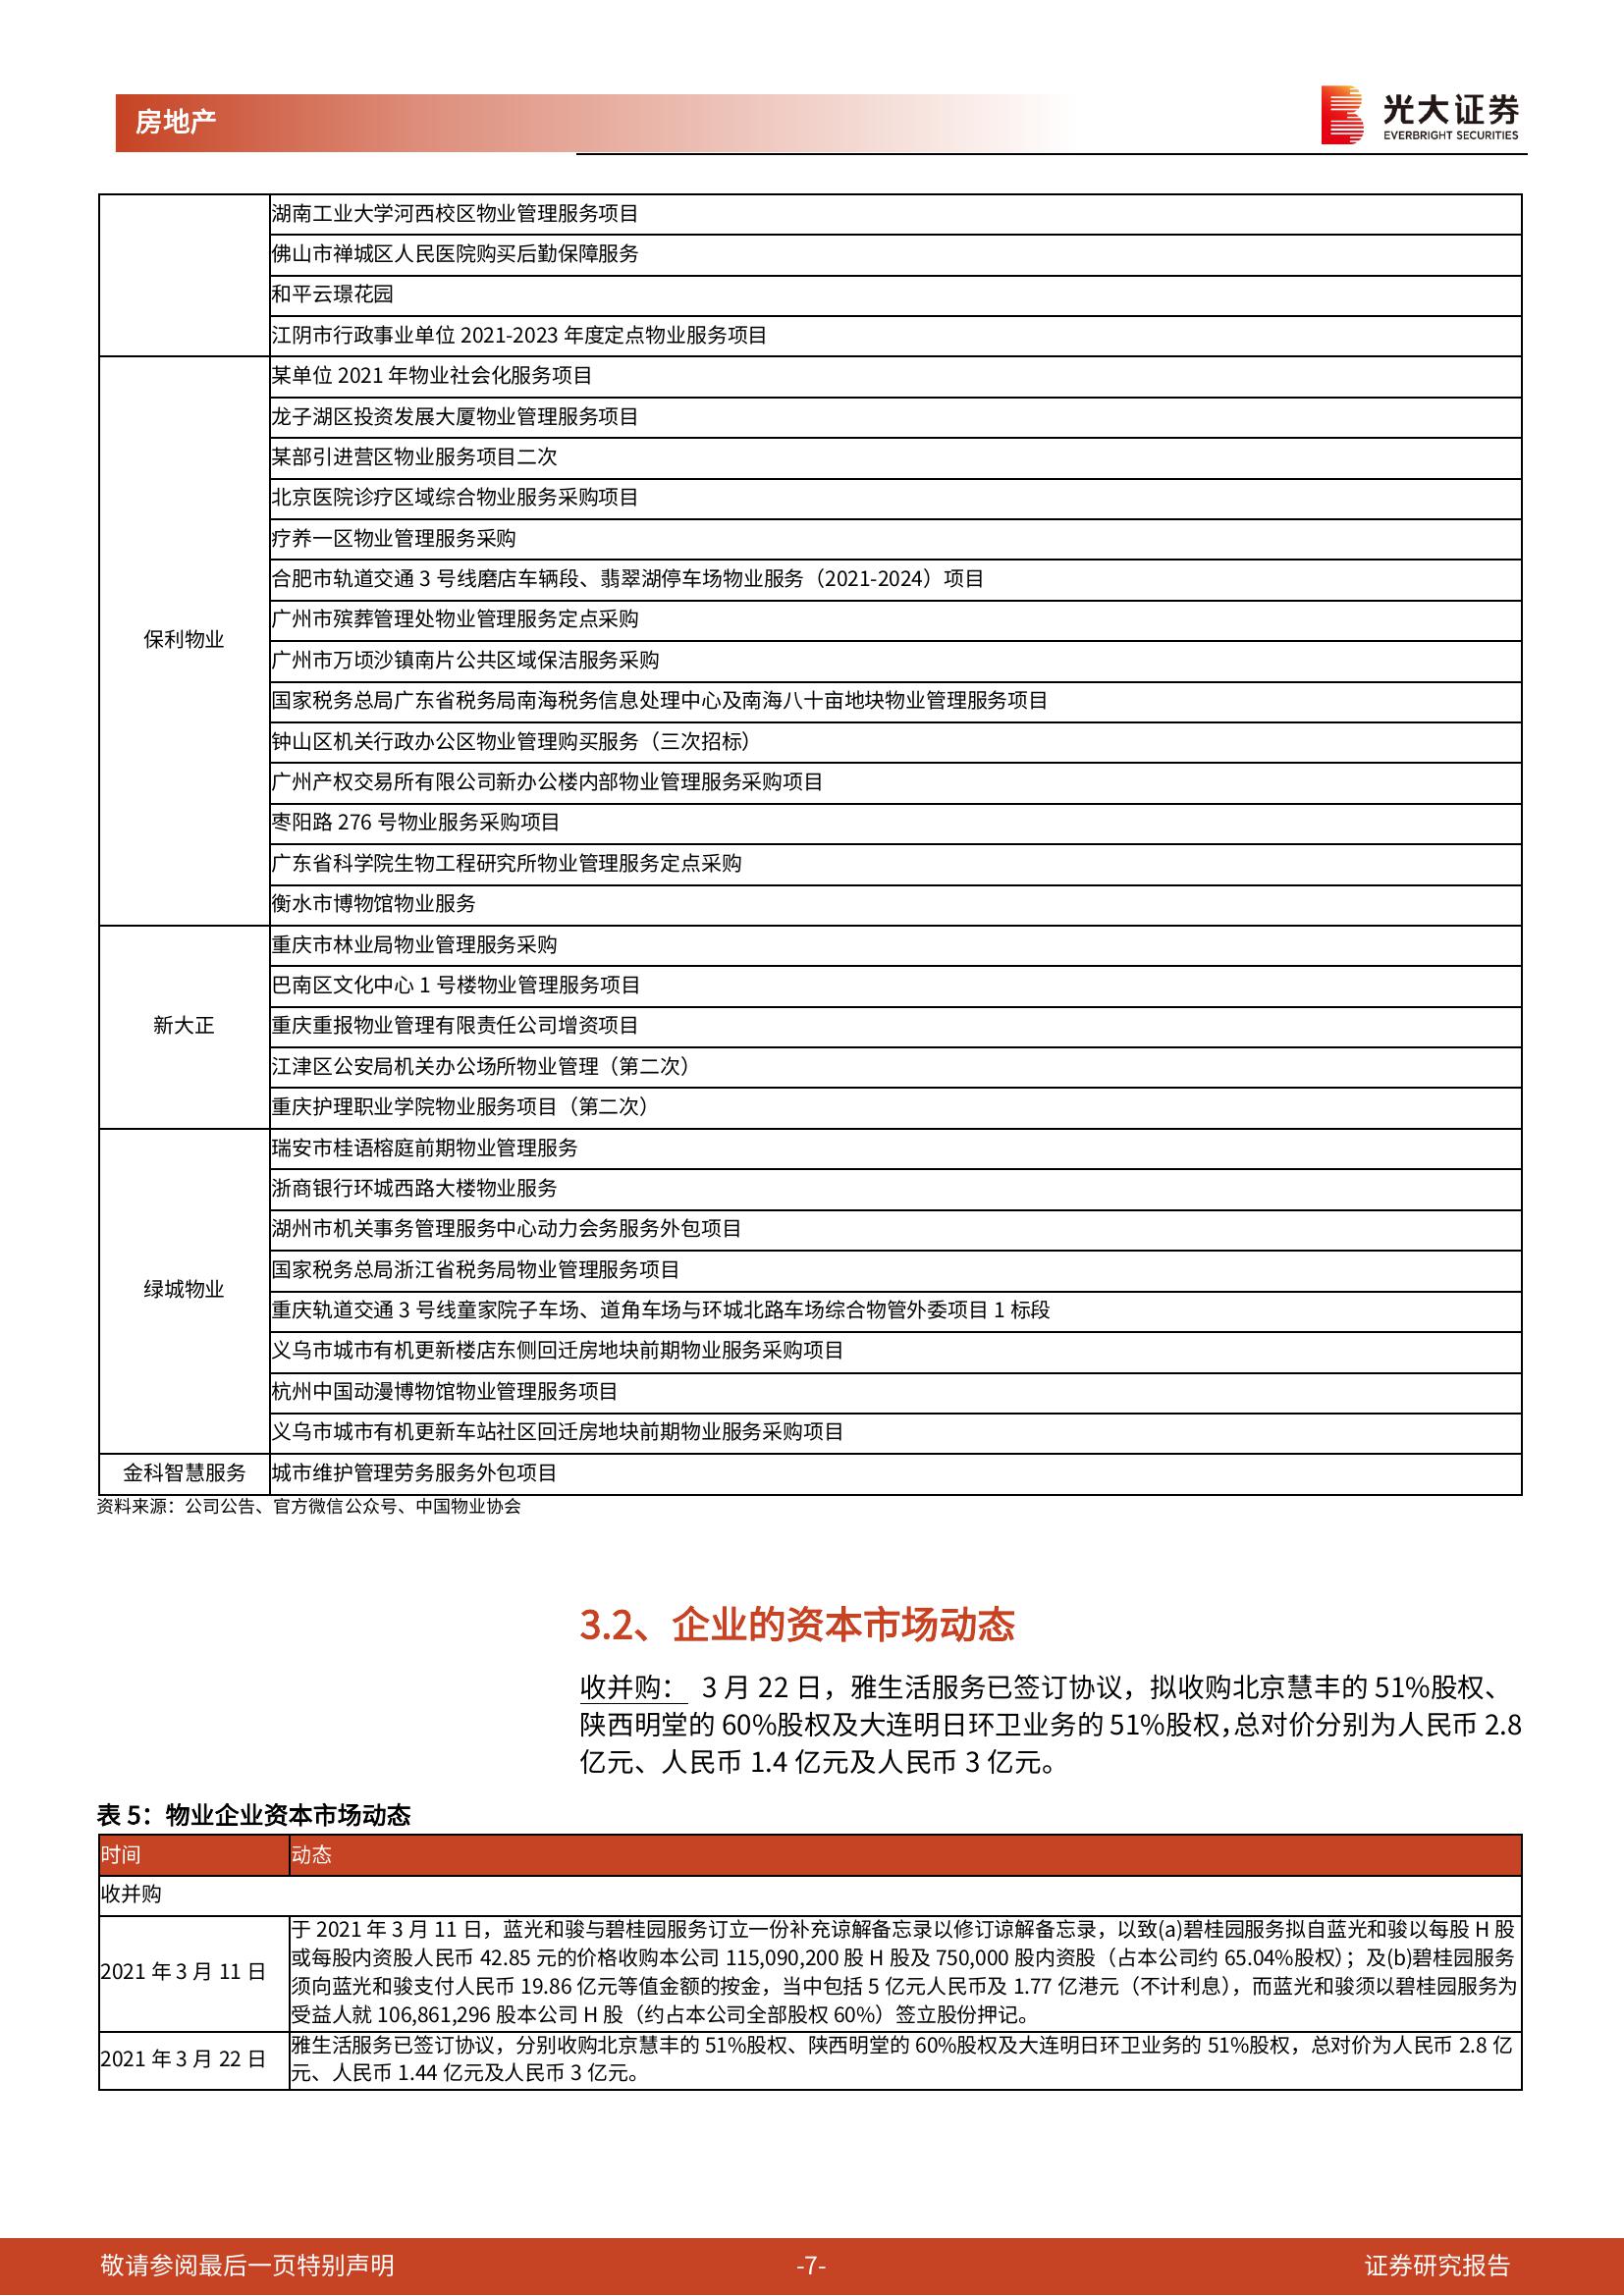 房地产
光大证券
EVERBRIGHT SECURITIES
湖南工业大学河西校区物业管理服务项目
佛山市禅城区人民医院购买后勤保障服务
和平云璟花园
江阴市行政事业单位 2021-2023 年度定点物业服务项目
保利物业
某单位 2021 年物业社会化服务项目
龙子湖区投资发展大厦物业管理服务项目
某部引进营区物业服务项目二次
北京医院诊疗区域综合物业服务采购项目
疗养一区物业管理服务采购
合肥市轨道交通 3 号线磨店车辆段、翡翠湖停车场物业服务（2021-2024）项目
广州市殡葬管理处物业管理服务定点采购
广州市万顷沙镇南片公共区域保洁服务采购
国家税务总局广东省税务局南海税务信息处理中心及南海八十亩地块物业管理服务项目
钟山区机关行政办公区物业管理购买服务（三次招标）
广州产权交易所有限公司新办公楼内部物业管理服务采购项目
枣阳路 276 号物业服务采购项目
广东省科学院生物工程研究所物业管理服务定点采购
衡水市博物馆物业服务
新大正
重庆市林业局物业管理服务采购
巴南区文化中心 1 号楼物业管理服务项目
重庆重报物业管理有限责任公司增资项目
江津区公安局机关办公场所物业管理（第二次）
重庆护理职业学院物业服务项目（第二次）
绿城物业
瑞安市桂语榕庭前期物业管理服务
浙商银行环城西路大楼物业服务
湖州市机关事务管理服务中心动力会务服务外包项目
国家税务总局浙江省税务局物业管理服务项目
重庆轨道交通 3 号线童家院子车场、道角车场与环城北路车场综合物管外委项目 1 标段
义乌市城市有机更新楼店东侧回迁房地块前期物业服务采购项目
杭州中国动漫博物馆物业管理服务项目
义乌市城市有机更新车站社区回迁房地块前期物业服务采购项目
金科智慧服务
城市维护管理劳务服务外包项目
资料来源：公司公告、官方微信公众号、中国物业协会
3.2、企业的资本市场动态
收并购： 3 月 22 日，雅生活服务已签订协议，拟收购北京慧丰的 51%股权、
陕西明堂的 60%股权及大连明日环卫业务的 51%股权，总对价分别为人民币 2.8
亿元、人民币 1.4 亿元及人民币 3 亿元。
表 5：物业企业资本市场动态
时间 动态
收并购
2021 年 3 月 11 日
于 2021 年 3 月 11 日，蓝光和骏与碧桂园服务订立一份补充谅解备忘录以修订谅解备忘录，以致(a)碧桂园服务拟自蓝光和骏以每股 H 股
或每股内资股人民币 42.85 元的价格收购本公司 115,090,200 股 H 股及 750,000 股内资股（占本公司约 65.04%股权）；及(b)碧桂园服务
须向蓝光和骏支付人民币 19.86 亿元等值金额的按金，当中包括 5 亿元人民币及 1.77 亿港元（不计利息），而蓝光和骏须以碧桂园服务为
受益人就 106,861,296 股本公司 H 股（约占本公司全部股权 60%）签立股份押记。
2021 年 3 月 22 日
雅生活服务已签订协议，分别收购北京慧丰的 51%股权、陕西明堂的 60%股权及大连明日环卫业务的 51%股权，总对价为人民币 2.8 亿
元、人民币 1.44 亿元及人民币 3 亿元。
敬请参阅最后一页特别声明 -7- 证券研究报告